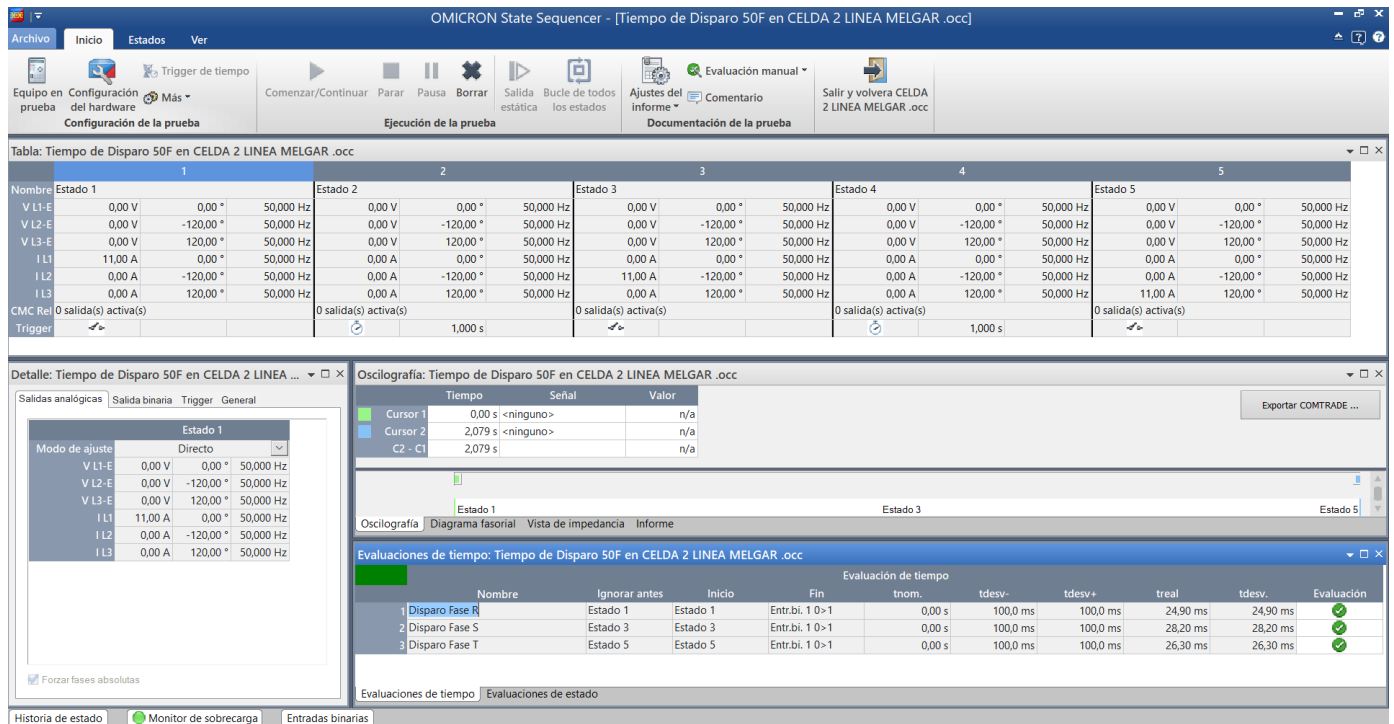 OMICRON State Sequencer - [Tiempo de Disparo 50F en CELDA 2 LINEA MELGAR .occ]
Archivo Inicio Estados Ver
Equipo en prueba Configuración del hardware Trigger de tiempo Más
Configuración de la prueba
Comenzar/Continuar Parar Pausa Borrar Salida estática Bucle de todos los estados
Ejecución de la prueba
Ajustes del informe Evaluación manual Comentario
Documentación de la prueba
Salir y volvera CELDA 2 LINEA MELGAR .occ
Tabla: Tiempo de Disparo 50F en CELDA 2 LINEA MELGAR .occ
1 2 3 4 5
Nombre Estado 1 Estado 2 Estado 3 Estado 4 Estado 5
V L1-E 0,00 V 0,00 ° 50,000 Hz 0,00 V 0,00 ° 50,000 Hz 0,00 V 0,00 ° 50,000 Hz 0,00 V 0,00 ° 50,000 Hz 0,00 V 0,00 ° 50,000 Hz
V L2-E 0,00 V -120,00 ° 50,000 Hz 0,00 V -120,00 ° 50,000 Hz 0,00 V -120,00 ° 50,000 Hz 0,00 V -120,00 ° 50,000 Hz 0,00 V -120,00 ° 50,000 Hz
V L3-E 0,00 V 120,00 ° 50,000 Hz 0,00 V 120,00 ° 50,000 Hz 0,00 V 120,00 ° 50,000 Hz 0,00 V 120,00 ° 50,000 Hz 0,00 V 120,00 ° 50,000 Hz
I L1 11,00 A 0,00 ° 50,000 Hz 0,00 A 0,00 ° 50,000 Hz 0,00 A 0,00 ° 50,000 Hz 0,00 A 0,00 ° 50,000 Hz 0,00 A 0,00 ° 50,000 Hz
I L2 0,00 A -120,00 ° 50,000 Hz 0,00 A -120,00 ° 50,000 Hz 11,00 A -120,00 ° 50,000 Hz 0,00 A -120,00 ° 50,000 Hz 0,00 A -120,00 ° 50,000 Hz
I L3 0,00 A 120,00 ° 50,000 Hz 0,00 A 120,00 ° 50,000 Hz 0,00 A 120,00 ° 50,000 Hz 0,00 A 120,00 ° 50,000 Hz 11,00 A 120,00 ° 50,000 Hz
CMC Rel 0 salida(s) activa(s) 0 salida(s) activa(s) 0 salida(s) activa(s) 0 salida(s) activa(s) 0 salida(s) activa(s)
Trigger 1,000 s 1,000 s
Detalle: Tiempo de Disparo 50F en CELDA 2 LINEA ...
Salidas analógicas Salida binaria Trigger General
Estado 1
Modo de ajuste Directo
V L1-E 0,00 V 0,00 ° 50,000 Hz
V L2-E 0,00 V -120,00 ° 50,000 Hz
V L3-E 0,00 V 120,00 ° 50,000 Hz
I L1 11,00 A 0,00 ° 50,000 Hz
I L2 0,00 A -120,00 ° 50,000 Hz
I L3 0,00 A 120,00 ° 50,000 Hz
Forzar fases absolutas
Oscilografía: Tiempo de Disparo 50F en CELDA 2 LINEA MELGAR .occ
Tiempo Señal Valor
Cursor 1 0,00 s <ninguno> n/a
Cursor 2 2,079 s <ninguno> n/a
C2 - C1 2,079 s n/a
Exportar COMTRADE ...
Estado 1 Estado 3 Estado 5
Oscilografía Diagrama fasorial Vista de impedancia Informe
Evaluaciones de tiempo: Tiempo de Disparo 50F en CELDA 2 LINEA MELGAR .occ
Evaluación de tiempo
Nombre Ignorar antes Inicio Fin tnom. tdesv- tdesv+ treal tdesv. Evaluación
1 Disparo Fase R Estado 1 Estado 1 Entr.bi. 1 0>1 0,00 s 100,0 ms 100,0 ms 24,90 ms 24,90 ms
2 Disparo Fase S Estado 3 Estado 3 Entr.bi. 1 0>1 0,00 s 100,0 ms 100,0 ms 28,20 ms 28,20 ms
3 Disparo Fase T Estado 5 Estado 5 Entr.bi. 1 0>1 0,00 s 100,0 ms 100,0 ms 26,30 ms 26,30 ms
Evaluaciones de tiempo Evaluaciones de estado
Historia de estado Monitor de sobrecarga Entradas binarias